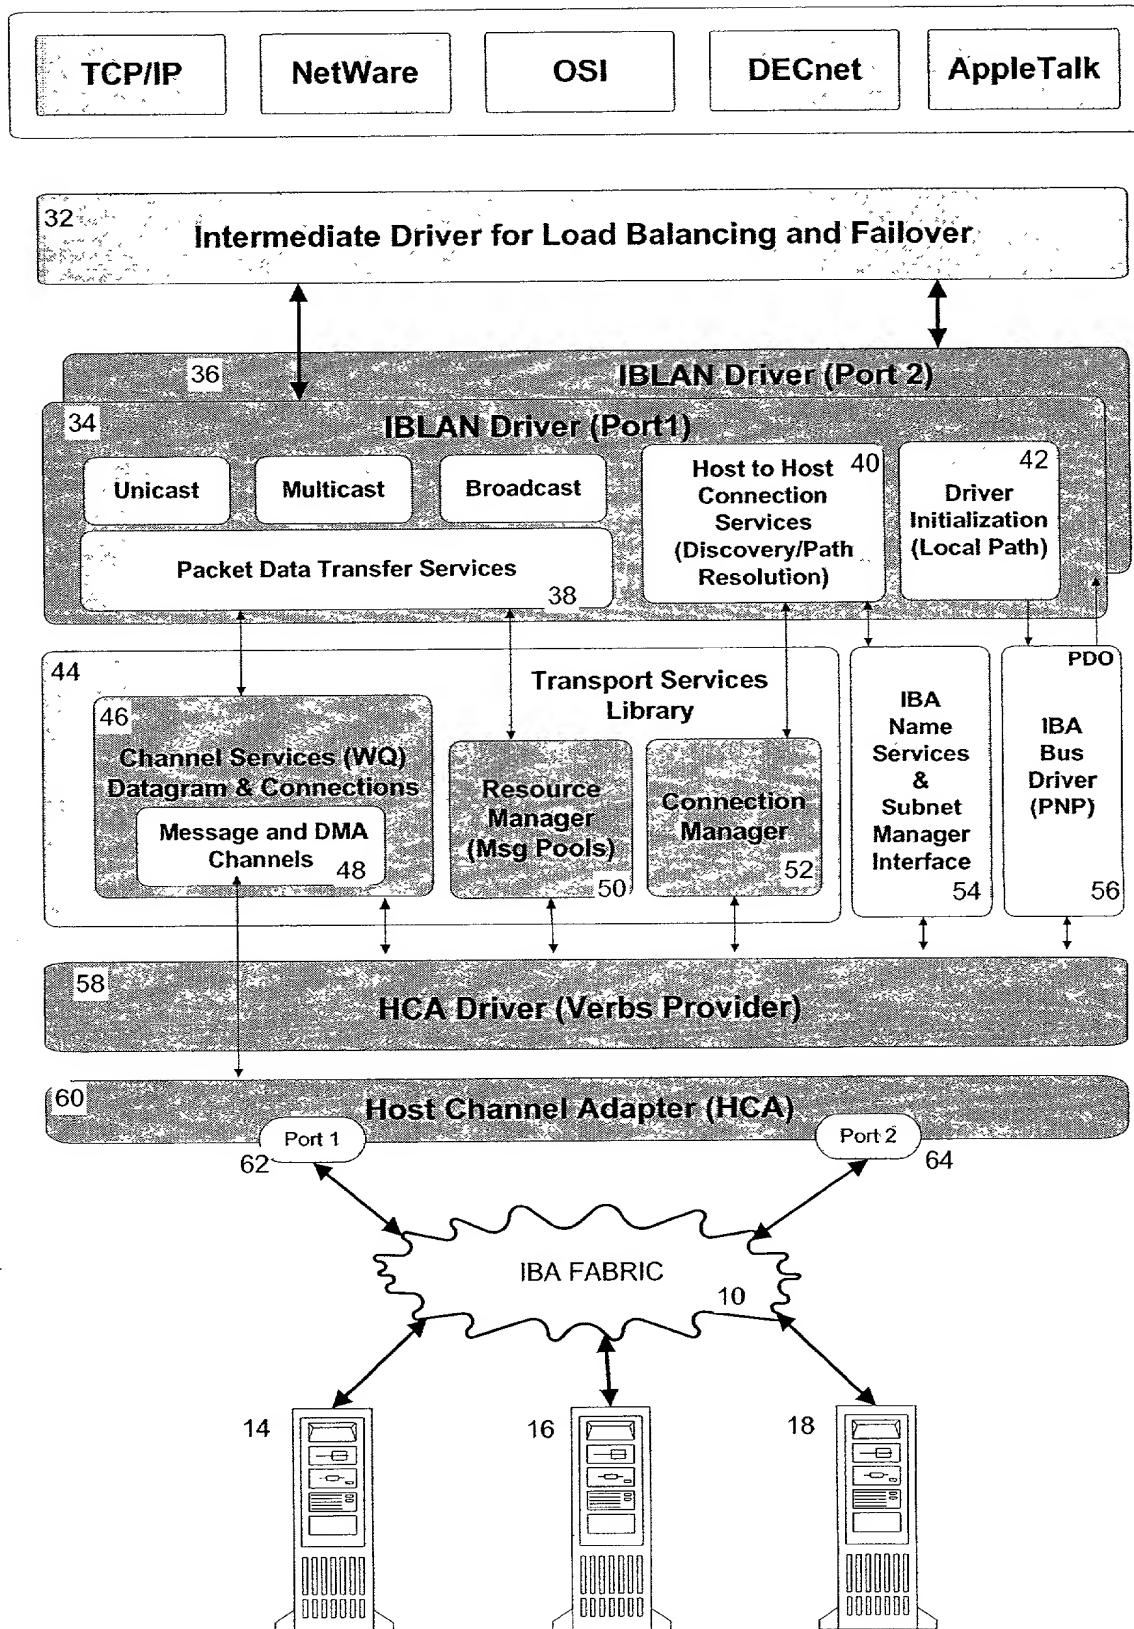 TCP/IP
NetWare
OSI
DECnet
AppleTalk
32
Intermediate Driver for Load Balancing and Failover
36
IBLAN Driver (Port 2)
34
IBLAN Driver (Port1)
Unicast
Multicast
Broadcast
Packet Data Transfer Services
38
Host to Host
40
Connection
Services
(Discovery/Path
Resolution)
42
Driver
Initialization
(Local Path)
44
Transport Services
Library
46
Channel Services (WQ)
Datagram & Connections
Message and DMA
Channels
48
Resource
Manager
(Msg Pools)
50
Connection
Manager
52
IBA
Name
Services
&
Subnet
Manager
Interface
54
PDO
IBA
Bus
Driver
(PNP)
56
58
HCA Driver (Verbs Provider)
60
Host Channel Adapter (HCA)
Port 1
62
Port 2
64
IBA FABRIC
10
14
16
18